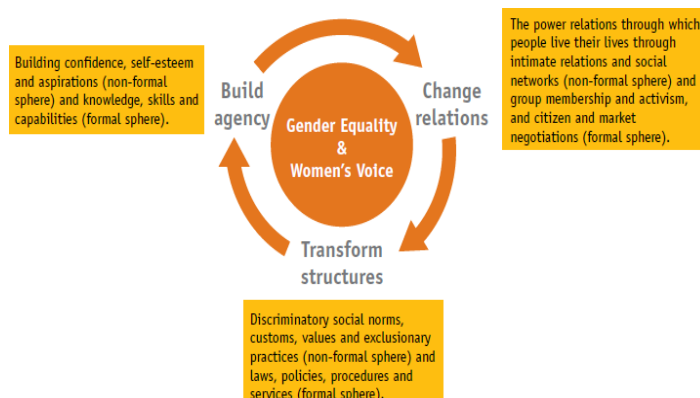 Building confidence, self-esteem
and aspirations (non-formal
sphere) and knowledge, skills and
capabilities (formal sphere).
Build
agency
Gender Equality
&
Women's Voice
Change
relations
The power relations through which
people live their lives through
intimate relations and social
networks (non-formal sphere) and
group membership and activism,
and citizen and market
negotiations (formal sphere).
Transform
structures
Discriminatory social norms,
customs, values and exclusionary
practices (non-formal sphere) and
laws, policies, procedures and
services (formal sphere).